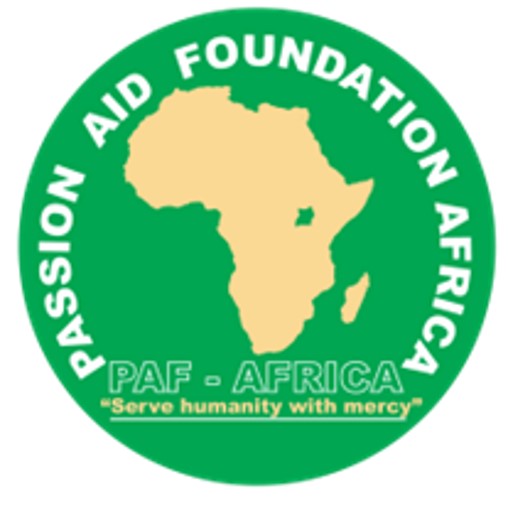 PASSION AID FOUNDATION AFRICA
PAF - AFRICA
“Serve humanity with mercy”